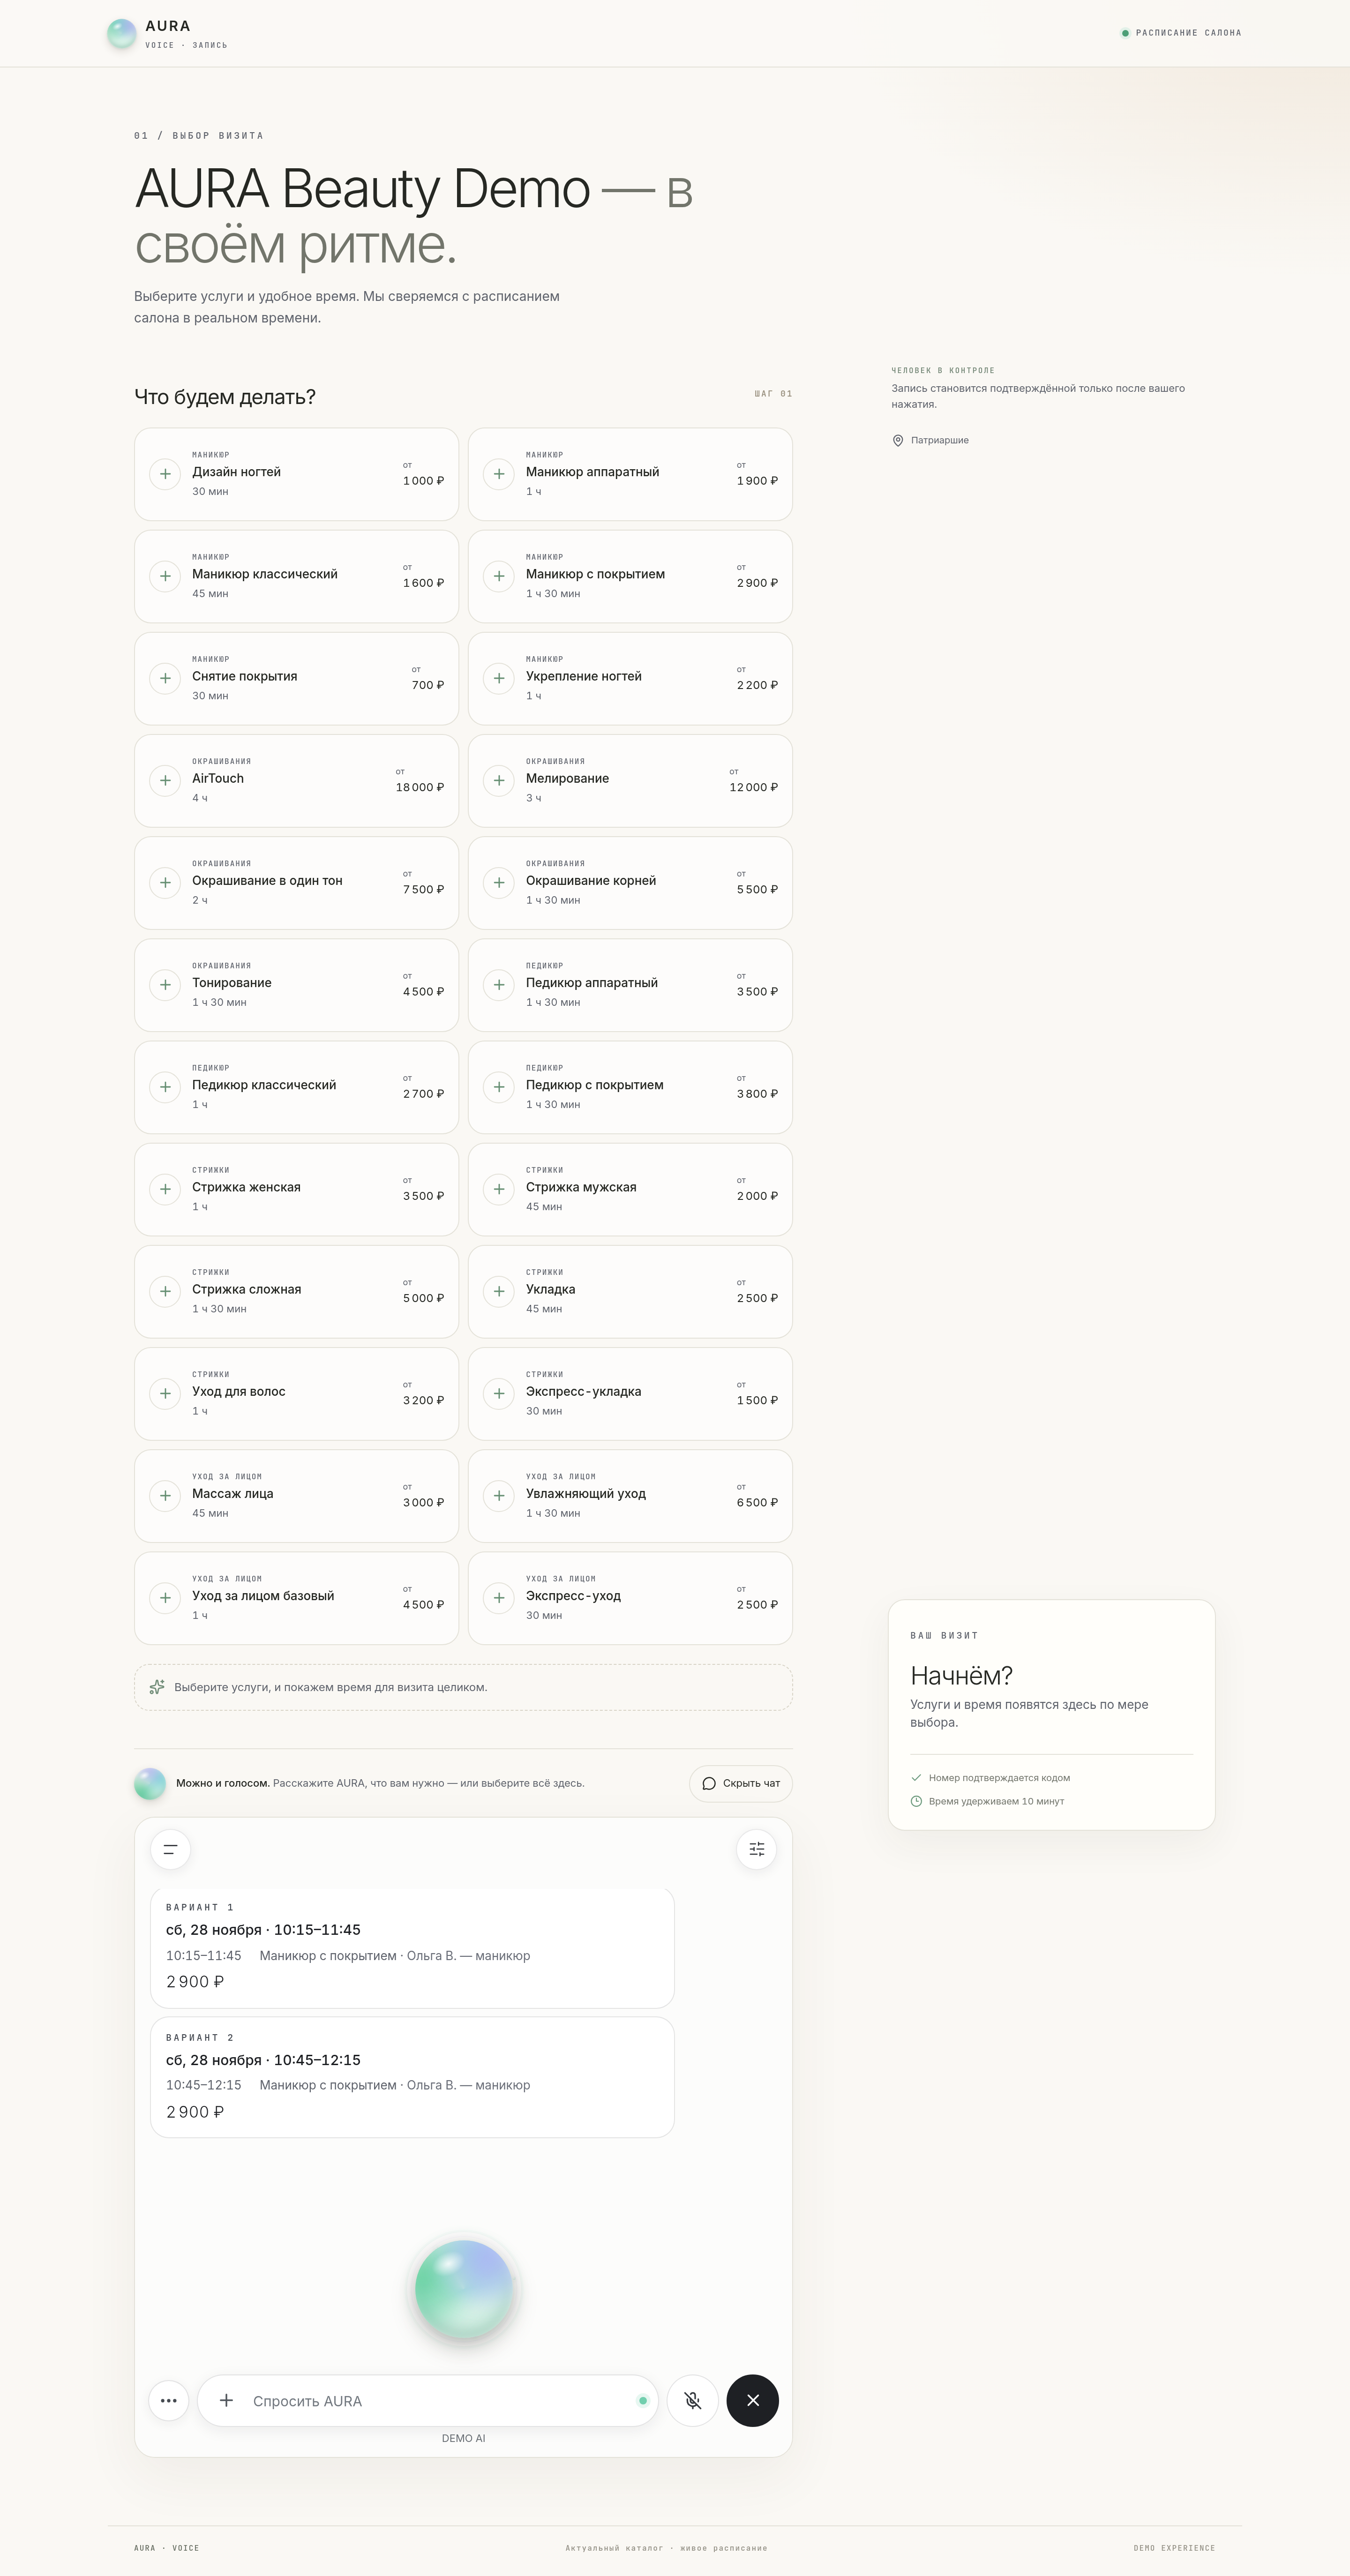 AURA
VOICE · ЗАПИСЬ
РАСПИСАНИЕ САЛОНА
01 / ВЫБОР ВИЗИТА
AURA Beauty Demo — в
своём ритме.
Выберите услуги и удобное время. Мы сверяемся с расписанием
салона в реальном времени.
ЧЕЛОВЕК В КОНТРОЛЕ
Запись становится подтверждённой только после вашего
нажатия.
Патриаршие
Что будем делать?
ШАГ 01
МАНИКЮР
Дизайн ногтей
30 мин
от
1 000 ₽
МАНИКЮР
Маникюр аппаратный
1 ч
от
1 900 ₽
МАНИКЮР
Маникюр классический
45 мин
от
1 600 ₽
МАНИКЮР
Маникюр с покрытием
1 ч 30 мин
от
2 900 ₽
МАНИКЮР
Снятие покрытия
30 мин
от
700 ₽
МАНИКЮР
Укрепление ногтей
1 ч
от
2 200 ₽
ОКРАШИВАНИЯ
AirTouch
4 ч
от
18 000 ₽
ОКРАШИВАНИЯ
Мелирование
3 ч
от
12 000 ₽
ОКРАШИВАНИЯ
Окрашивание в один тон
2 ч
от
7 500 ₽
ОКРАШИВАНИЯ
Окрашивание корней
1 ч 30 мин
от
5 500 ₽
ОКРАШИВАНИЯ
Тонирование
1 ч 30 мин
от
4 500 ₽
ПЕДИКЮР
Педикюр аппаратный
1 ч 30 мин
от
3 500 ₽
ПЕДИКЮР
Педикюр классический
1 ч
от
2 700 ₽
ПЕДИКЮР
Педикюр с покрытием
1 ч 30 мин
от
3 800 ₽
СТРИЖКИ
Стрижка женская
1 ч
от
3 500 ₽
СТРИЖКИ
Стрижка мужская
45 мин
от
2 000 ₽
СТРИЖКИ
Стрижка сложная
1 ч 30 мин
от
5 000 ₽
СТРИЖКИ
Укладка
45 мин
от
2 500 ₽
СТРИЖКИ
Уход для волос
1 ч
от
3 200 ₽
СТРИЖКИ
Экспресс-укладка
30 мин
от
1 500 ₽
УХОД ЗА ЛИЦОМ
Массаж лица
45 мин
от
3 000 ₽
УХОД ЗА ЛИЦОМ
Увлажняющий уход
1 ч 30 мин
от
6 500 ₽
УХОД ЗА ЛИЦОМ
Уход за лицом базовый
1 ч
от
4 500 ₽
УХОД ЗА ЛИЦОМ
Экспресс-уход
30 мин
от
2 500 ₽
Выберите услуги, и покажем время для визита целиком.
ВАШ ВИЗИТ
Начнём?
Услуги и время появятся здесь по мере
выбора.
Номер подтверждается кодом
Время удерживаем 10 минут
Можно и голосом. Расскажите AURA, что вам нужно — или выберите всё здесь.
Скрыть чат
ВАРИАНТ 1
сб, 28 ноября · 10:15–11:45
10:15–11:45 Маникюр с покрытием · Ольга В. — маникюр
2 900 ₽
ВАРИАНТ 2
сб, 28 ноября · 10:45–12:15
10:45–12:15 Маникюр с покрытием · Ольга В. — маникюр
2 900 ₽
Спросить AURA
DEMO AI
AURA · VOICE
Актуальный каталог · живое расписание
DEMO EXPERIENCE